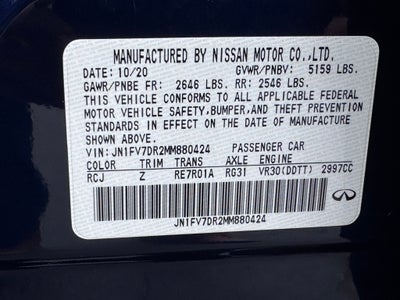 MANUFACTURED BY NISSAN MOTOR CO.,LTD.
DATE: 10/20 GVWR/PNBV: 5159 LBS.
GAWR/PNBE FR: 2646 LBS. RR: 2546 LBS.
THIS VEHICLE CONFORMS TO ALL APPLICABLE FEDERAL
MOTOR VEHICLE SAFETY,BUMPER,AND THEFT PREVENTION
STANDARDS IN EFFECT ON THE DATE OF MANUFACTURE
SHOWN ABOVE.
VIN: JN1FV7DR2MM880424 PASSENGER CAR
COLOR TRIM TRANS AXLE ENGINE
RCJ Z RE7R01A RG31 VR30(DDTT) 2997CC
JN1FV7DR2MM880424